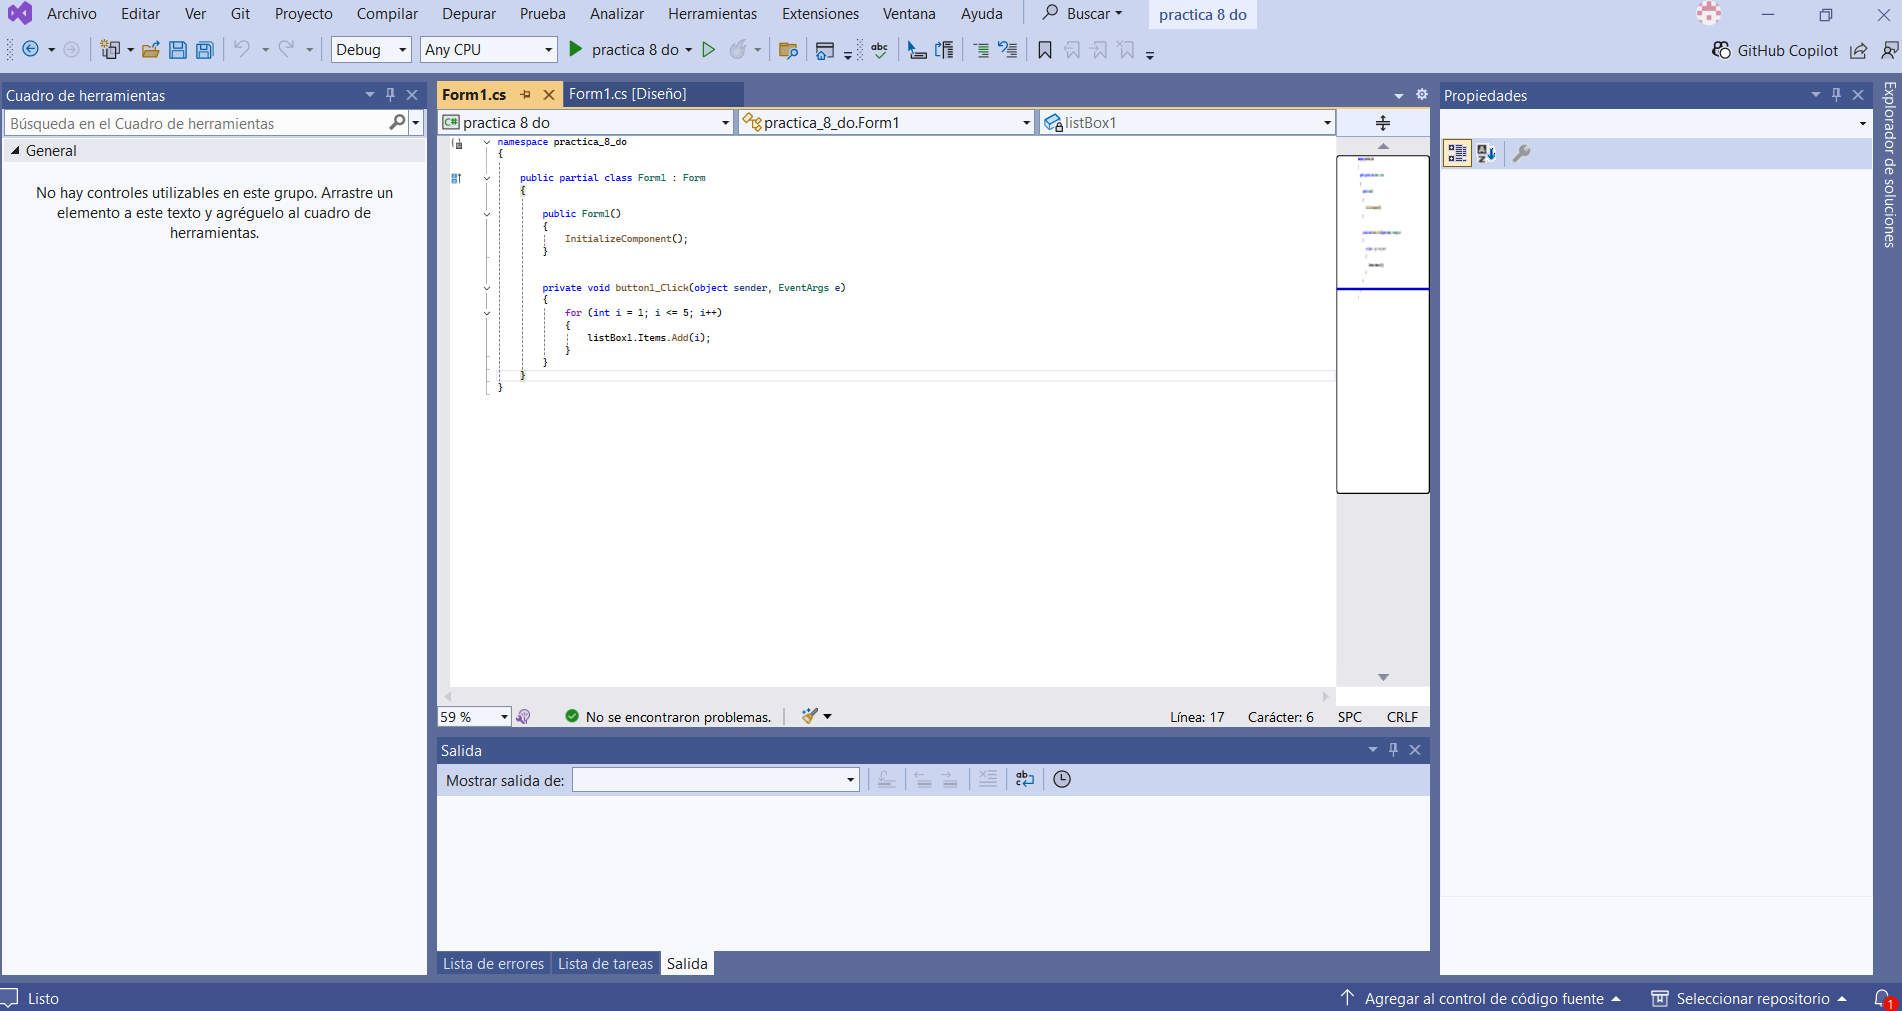 Archivo Editar Ver Git Proyecto Compilar Depurar Prueba Analizar Herramientas Extensiones Ventana Ayuda Buscar practica 8 do
Debug Any CPU practica 8 do abc GitHub Copilot
Cuadro de herramientas
Búsqueda en el Cuadro de herramientas
General
No hay controles utilizables en este grupo. Arrastre un
elemento a este texto y agréguelo al cuadro de
herramientas.
Form1.cs Form1.cs [Diseño]
C# practica 8 do practica_8_do.Form1 listBox1
namespace practica_8_do
{
public partial class Form1 : Form
{
public Form1()
{
InitializeComponent();
}
private void button1_Click(object sender, EventArgs e)
{
for (int i = 1; i <= 5; i++)
{
listBox1.Items.Add(i);
}
}
}
}
59 % No se encontraron problemas. Línea: 17 Carácter: 6 SPC CRLF
Salida
Mostrar salida de:
Lista de errores Lista de tareas Salida
Propiedades
Explorador de soluciones
Listo Agregar al control de código fuente Seleccionar repositorio 1